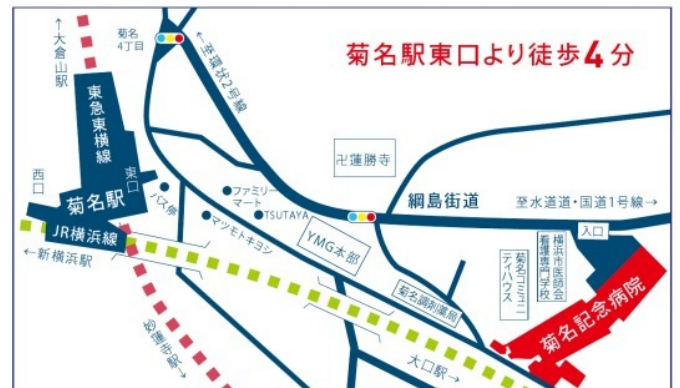 菊名駅東口より徒歩4分
↑大倉山駅
菊名
4丁目
←至環状2号線
東急東横線
西口
東口
菊名駅
JR横浜線
←新横浜駅
バス停
ファミリー
マート
TSUTAYA
マツモトキヨシ
卍蓮勝寺
綱島街道
至水道道・国道1号線→
YMG本部
入口
横浜市医師会
看護専門学校
菊名コミュニ
ティハウス
菊名調剤薬局
菊名記念病院
大口駅→
妙蓮寺駅→